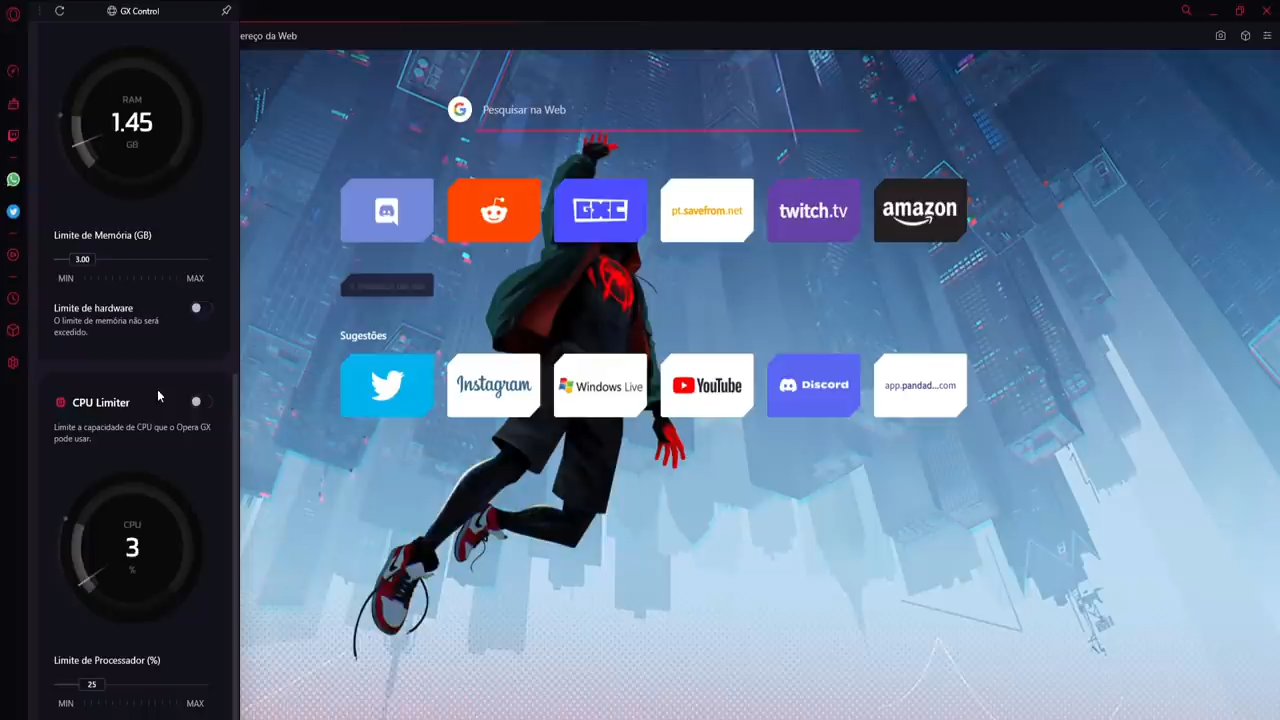 GX Control
ereço da Web
RAM
1.45
GB
Limite de Memória (GB)
3.00
MIN
MAX
Limite de hardware
O limite de memória não será
excedido.
CPU Limiter
Limite a capacidade de CPU que o Opera GX
pode usar.
CPU
3
%
Limite de Processador (%)
25
MIN
MAX
Pesquisar na Web
GXC
pt.savefrom.net
twitch.tv
amazon
Sugestões
Instagram
Windows Live
YouTube
Discord
app.pandad...com